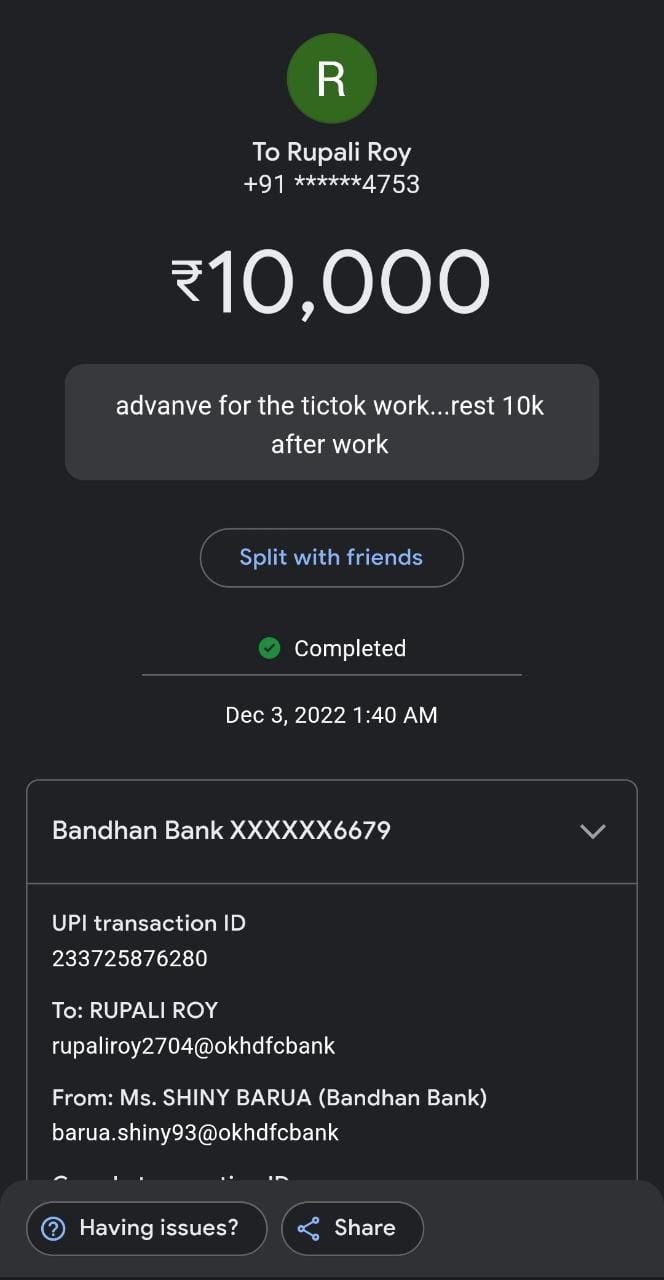 R
To Rupali Roy
+91 ******4753
₹10,000
advanve for the tictok work...rest 10k
after work
Split with friends
Completed
Dec 3, 2022 1:40 AM
Bandhan Bank XXXXXX6679
UPI transaction ID
233725876280
To: RUPALI ROY
rupaliroy2704@okhdfcbank
From: Ms. SHINY BARUA (Bandhan Bank)
barua.shiny93@okhdfcbank
Having issues?
Share